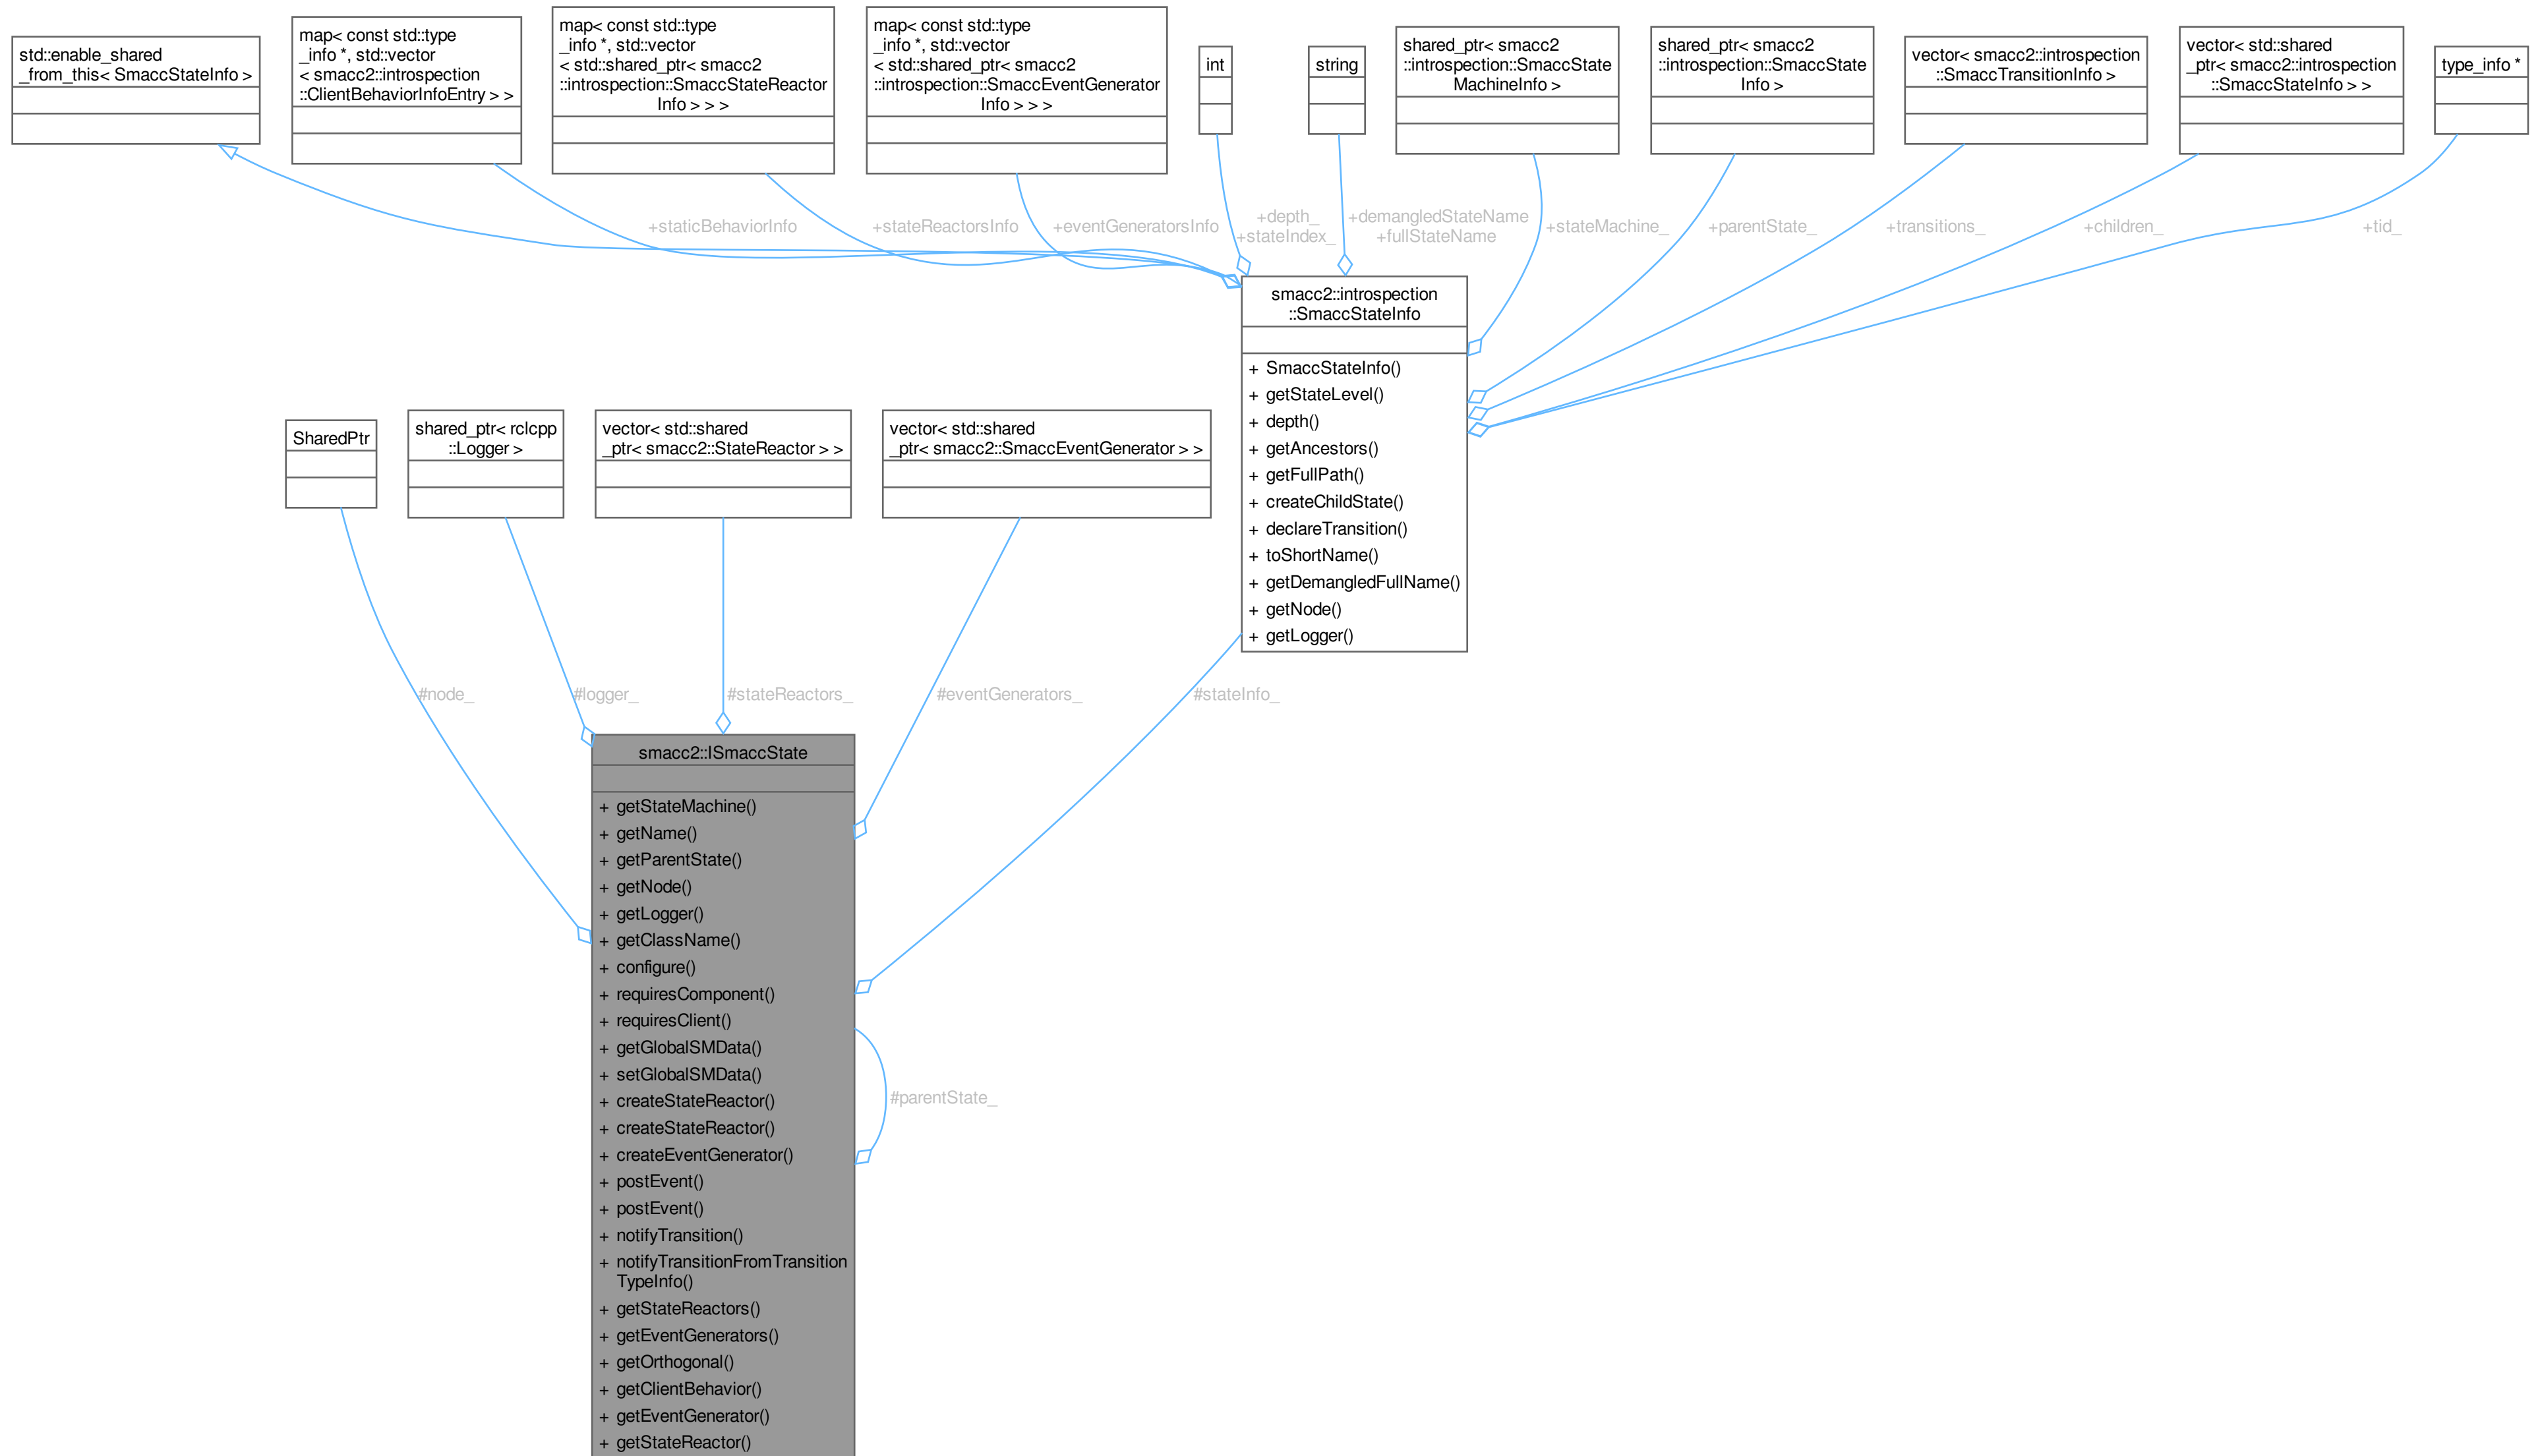 std::enable_shared
_from_this< SmaccStateInfo >
map< const std::type
_info *, std::vector
< smacc2::introspection
::ClientBehaviorInfoEntry > >
map< const std::type
_info *, std::vector
< std::shared_ptr< smacc2
::introspection::SmaccStateReactor
Info > > >
map< const std::type
_info *, std::vector
< std::shared_ptr< smacc2
::introspection::SmaccEventGenerator
Info > > >
int
string
shared_ptr< smacc2
::introspection::SmaccState
MachineInfo >
shared_ptr< smacc2
::introspection::SmaccState
Info >
vector< smacc2::introspection
::SmaccTransitionInfo >
vector< std::shared
_ptr< smacc2::introspection
::SmaccStateInfo > >
type_info *
+staticBehaviorInfo
+stateReactorsInfo
+eventGeneratorsInfo
+depth_
+stateIndex_
+demangledStateName
+fullStateName
+stateMachine_
+parentState_
+transitions_
+children_
+tid_
smacc2::introspection
::SmaccStateInfo
+ SmaccStateInfo()
+ getStateLevel()
+ depth()
+ getAncestors()
+ getFullPath()
+ createChildState()
+ declareTransition()
+ toShortName()
+ getDemangledFullName()
+ getNode()
+ getLogger()
SharedPtr
shared_ptr< rclcpp
::Logger >
vector< std::shared
_ptr< smacc2::StateReactor > >
vector< std::shared
_ptr< smacc2::SmaccEventGenerator > >
#node_
#logger_
#stateReactors_
#eventGenerators_
#stateInfo_
smacc2::ISmaccState
+ getStateMachine()
+ getName()
+ getParentState()
+ getNode()
+ getLogger()
+ getClassName()
+ configure()
+ requiresComponent()
+ requiresClient()
+ getGlobalSMData()
+ setGlobalSMData()
+ createStateReactor()
+ createStateReactor()
+ createEventGenerator()
+ postEvent()
+ postEvent()
+ notifyTransition()
+ notifyTransitionFromTransition
TypeInfo()
+ getStateReactors()
+ getEventGenerators()
+ getOrthogonal()
+ getClientBehavior()
+ getEventGenerator()
+ getStateReactor()
#parentState_